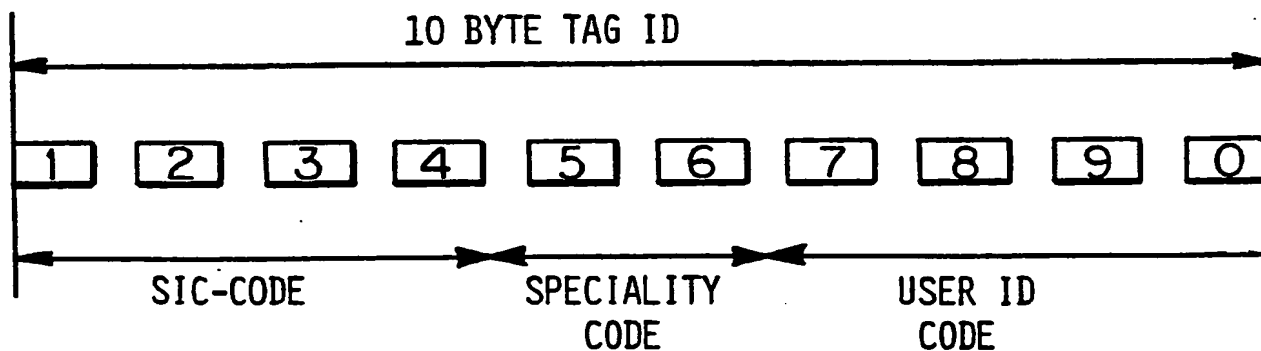 10 BYTE TAG ID
1 2 3 4 5 6 7 8 9 0
SIC-CODE SPECIALITY USER ID
CODE CODE